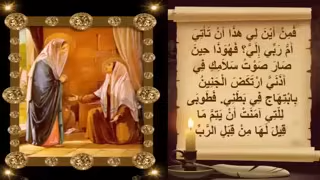 فَمِنْ أَيْنَ لِي هذَا أَنْ تَأْتِيَ
أُمُّ رَبِّي إِلَيَّ؟ فَهُوَذَا حِينَ
صَارَ صَوْتُ سَلاَمِكِ فِي
أُذُنَيَّ ارْتَكَضَ الْجَنِينُ
بِابْتِهَاجٍ فِي بَطْنِي. فَطُوبَى
لِلَّتِي آمَنَتْ أَنْ يَتِمَّ مَا
قِيلَ لَهَا مِنْ قِبَلِ الرَّبِّ